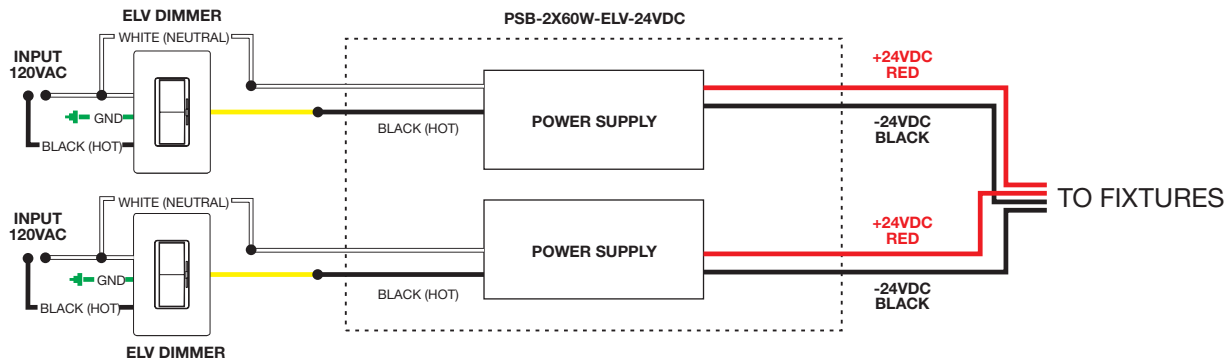 ELV DIMMER
PSB-2X60W-ELV-24VDC
WHITE (NEUTRAL)
INPUT
120VAC
GND
BLACK (HOT)
BLACK (HOT)
POWER SUPPLY
+24VDC
RED
-24VDC
BLACK
TO FIXTURES
WHITE (NEUTRAL)
INPUT
120VAC
GND
BLACK (HOT)
BLACK (HOT)
POWER SUPPLY
+24VDC
RED
-24VDC
BLACK
ELV DIMMER